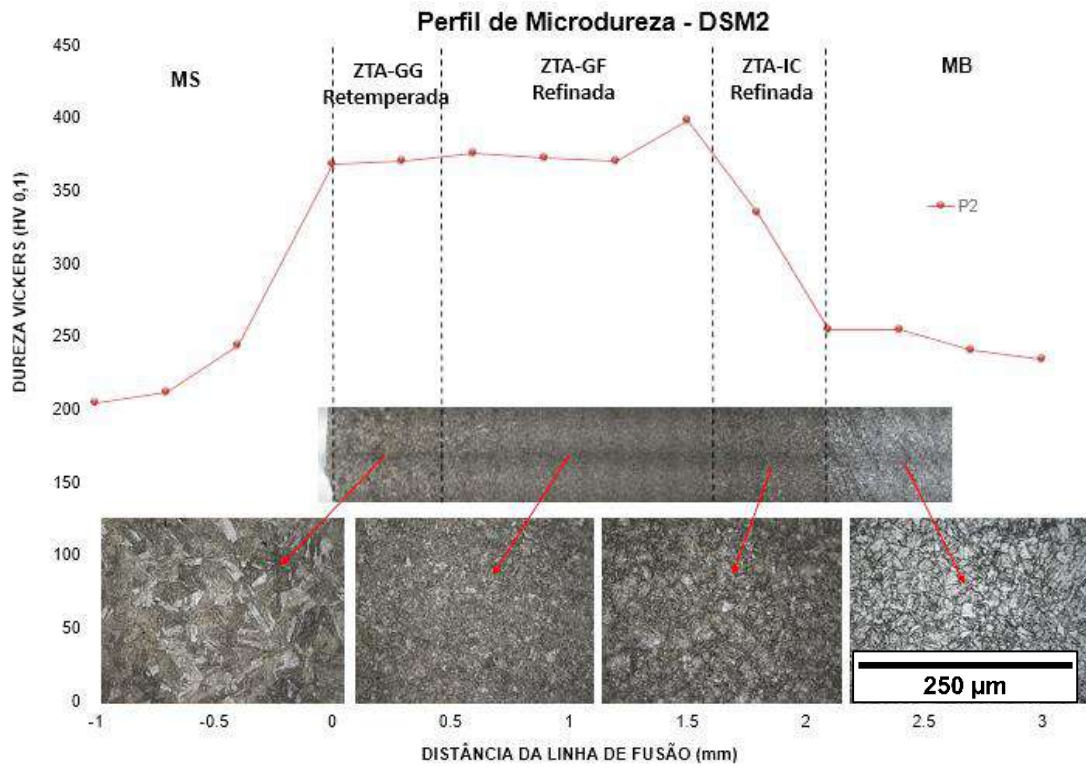 Perfil de Microdureza - DSM2
450
400
350
300
250
200
150
100
50
0
DUREZA VICKERS (HV 0,1)
MS
ZTA-GG
Retemperada
ZTA-GF
Refinada
ZTA-IC
Refinada
MB
P2
250 µm
-1
-0.5
0
0.5
1
1.5
2
2.5
3
DISTÂNCIA DA LINHA DE FUSÃO (mm)